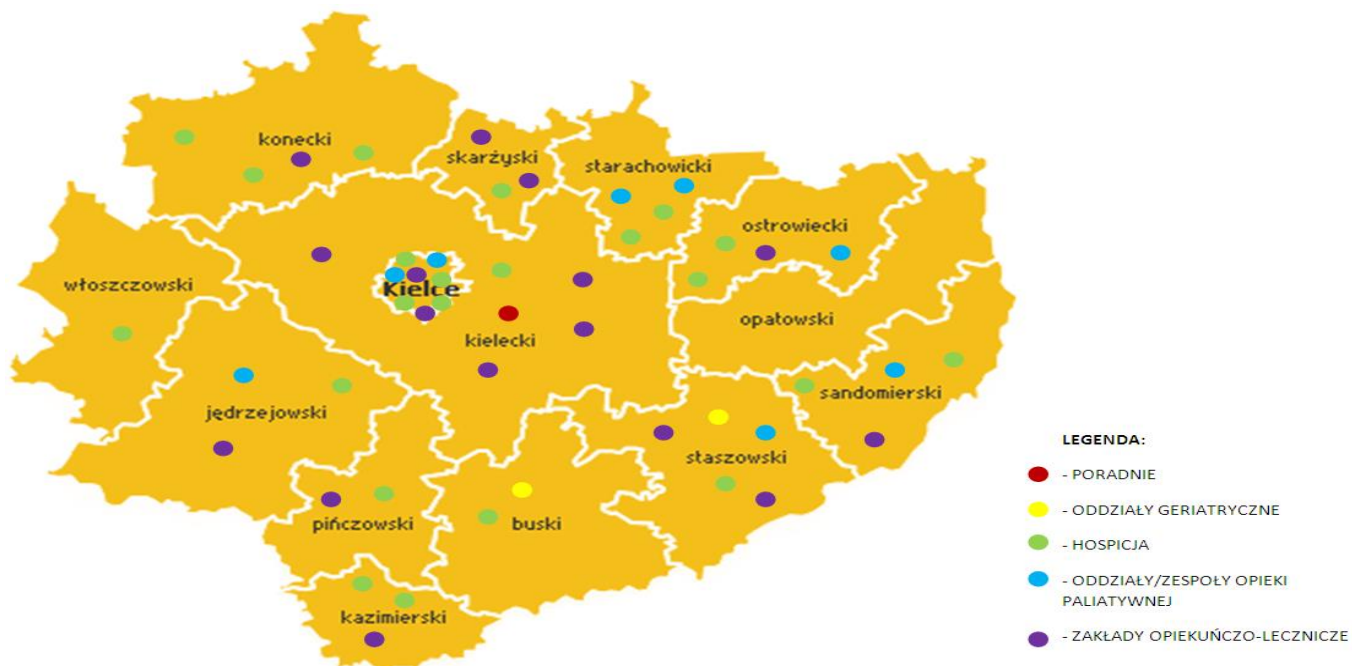 konecki
skarżyski
starachowicki
ostrowiecki
włoszczowski
Kielce
opatowski
kielecki
sandomierski
jędrzejowski
staszowski
pińczowski
buski
kazimierski
LEGENDA:
- PORADNIE
- ODDZIAŁY GERIATRYCZNE
- HOSPICJA
- ODDZIAŁY/ZESPOŁY OPIEKI
PALIATYWNEJ
- ZAKŁADY OPIEKUŃCZO-LECZNICZE